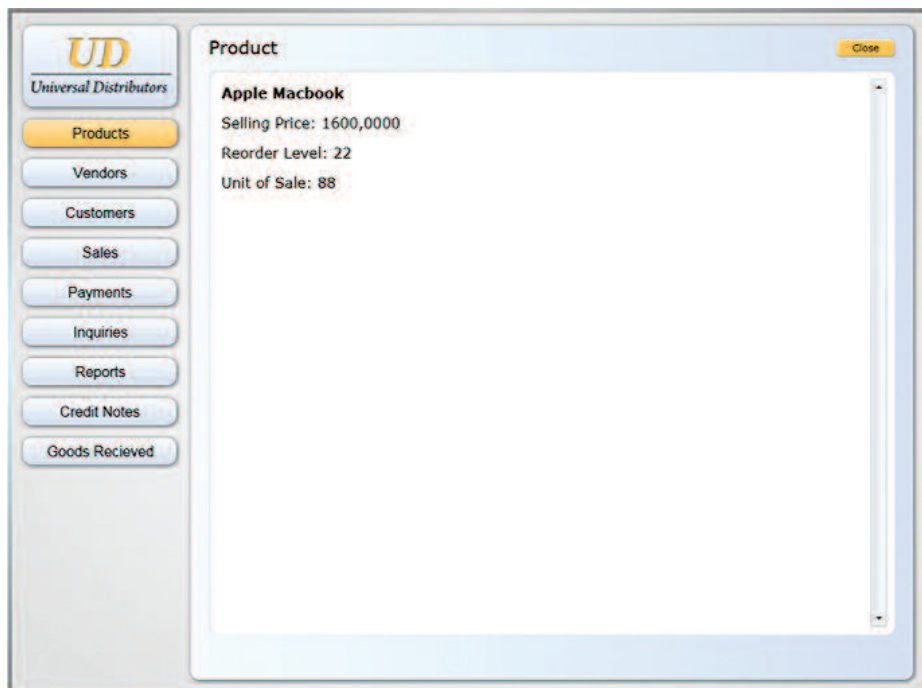 UD
Universal Distributors
Products
Vendors
Customers
Sales
Payments
Inquiries
Reports
Credit Notes
Goods Recieved
Product
Close
Apple Macbook
Selling Price: 1600,0000
Reorder Level: 22
Unit of Sale: 88